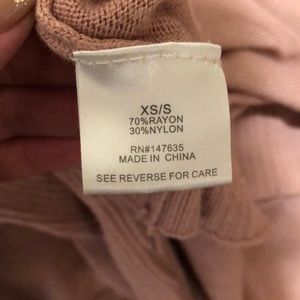 XS/S
70%RAYON
30%NYLON
RN#147635
MADE IN CHINA
SEE REVERSE FOR CARE